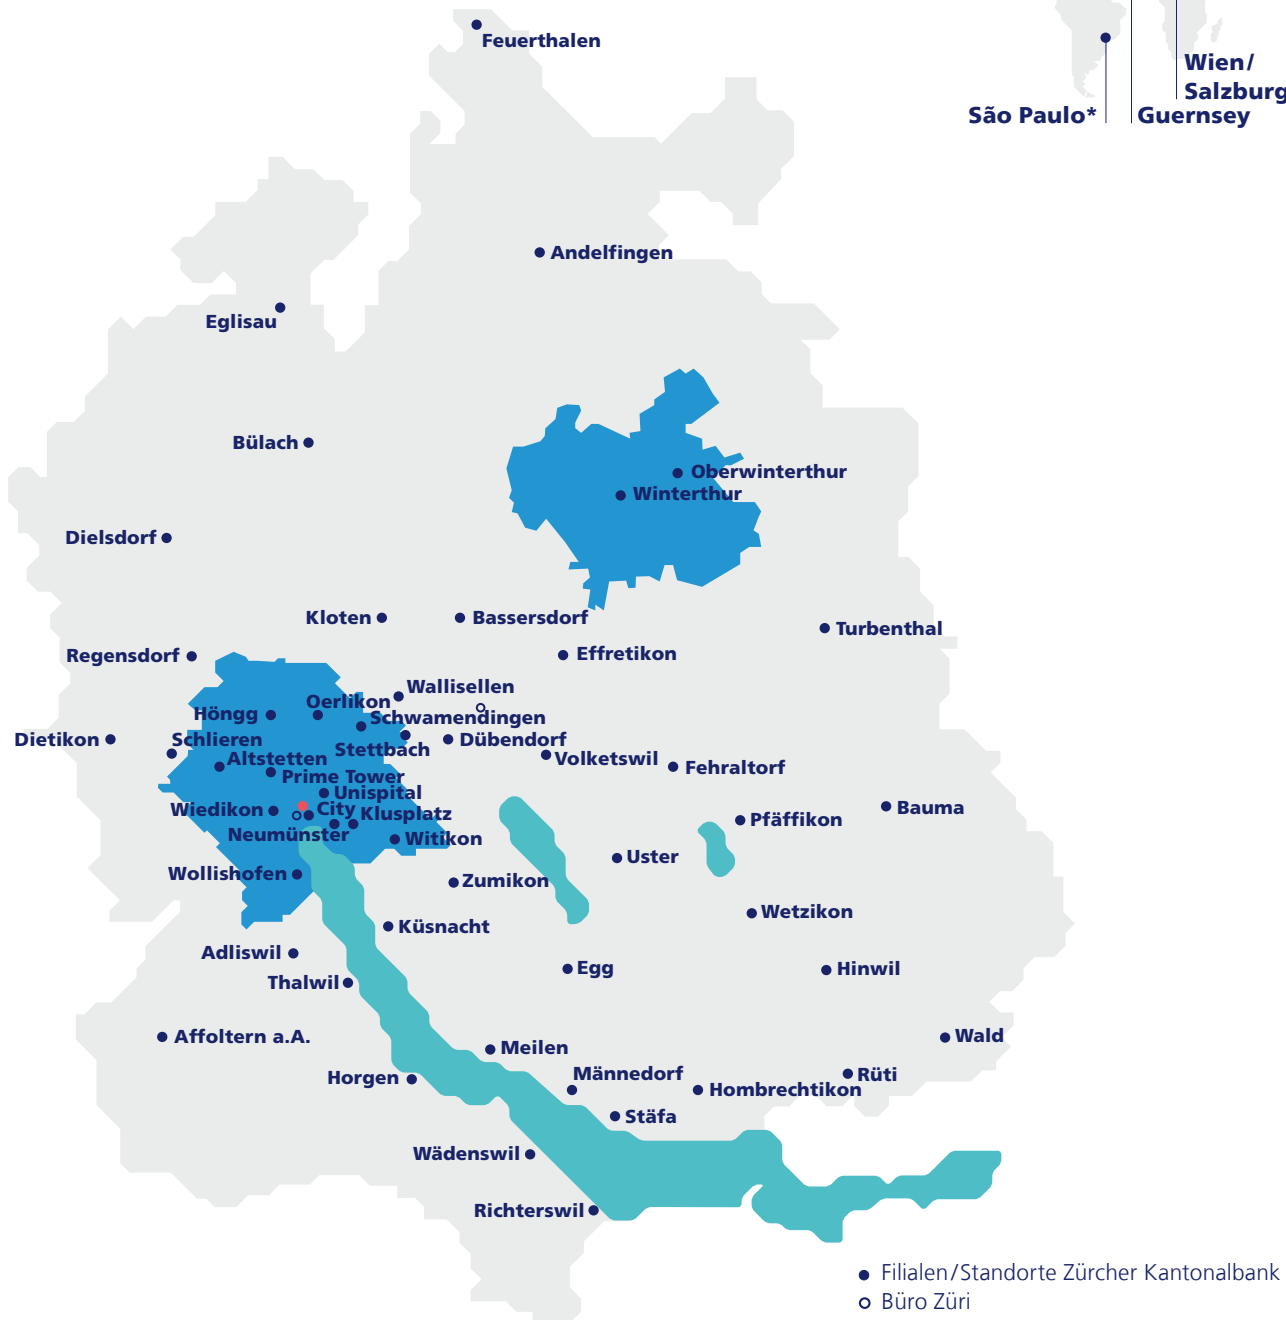 Feuerthalen
Wien/
Salzburg
São Paulo*
Guernsey
Andelfingen
Eglisau
Bülach
Oberwinterthur
Winterthur
Dielsdorf
Kloten
Bassersdorf
Turbenthal
Regensdorf
Effretikon
Wallisellen
Oerlikon
Höngg
Schwamendingen
Dietikon
Schlieren
Stettbach
Dübendorf
Altstetten
Volketswil
Fehraltorf
Prime Tower
Unispital
Wiedikon
City
Klusplatz
Pfäffikon
Bauma
Neumünster
Witikon
Uster
Wollishofen
Zumikon
Wetzikon
Küsnacht
Adliswil
Egg
Hinwil
Thalwil
Affoltern a.A.
Wald
Meilen
Horgen
Männedorf
Rüti
Hombrechtikon
Stäfa
Wädenswil
Richterswil
Filialen/Standorte Zürcher Kantonalbank
Büro Züri